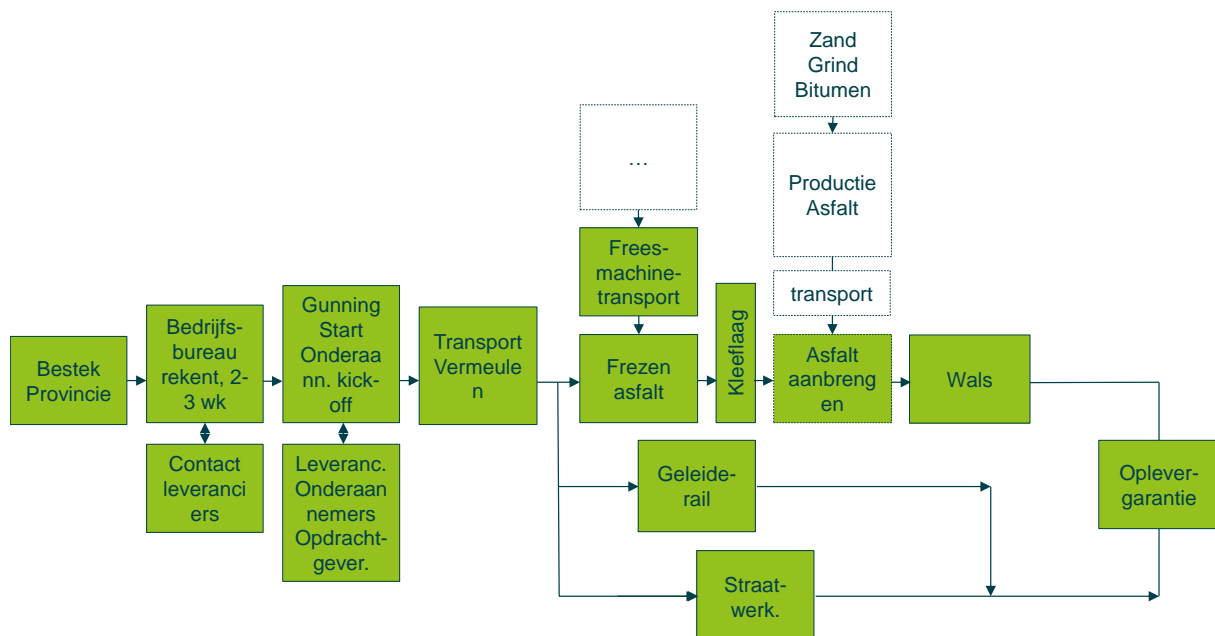 Zand
Grind
Bitumen
...
Productie
Asfalt
Frees-
machine-
transport
transport
Bestek
Provincie
Bedrijfs-
bureau
rekent, 2-
3 wk
Gunning
Start
Onderaa
nn. kick-
off
Transport
Vermeule
n
Frezen
asfalt
Kleeflaag
Asfalt
aanbreng
en
Wals
Contact
leveranci
ers
Leveranc.
Onderaan
nemers
Opdracht-
gever.
Geleide-
rail
Oplever-
garantie
Straat-
werk.